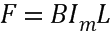 F = BI_mL